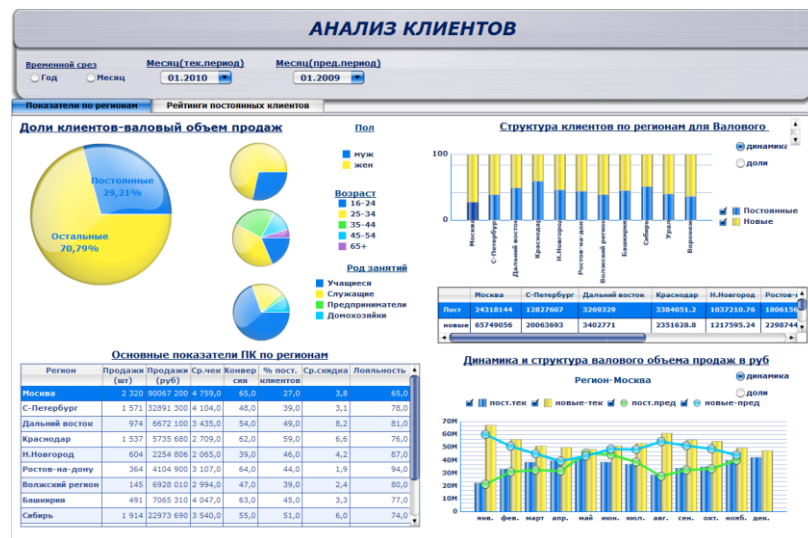 АНАЛИЗ КЛИЕНТОВ
Временной срез
Год Месяц
Месяц(тек.период)
01.2010
Месяц(пред.период)
01.2009
Показатели по регионам
Рейтинги постоянных клиентов
Доли клиентов-валовый объем продаж
Постоянные
29,21%
Остальные
70,79%
Пол
муж
жен
Возраст
16-24
25-34
35-44
45-54
65+
Род занятий
Учащиеся
Служащие
Предприниматели
Домохозяйки
Структура клиентов по регионам для Валового
динамика
доли
100
0
Москва
С-Петербург
Дальний восток
Краснодар
Н.Новгород
Ростов-на-дону
Волжский регион
Башкирия
Сибирь
Урал
Воронеж
Постоянные
Новые
Москва С-Петербург Дальний восток Краснодар Н.Новгород Ростов-
Пост 24318144 12827607 3269329 3384051.2 1037210.76 1806156
новые 65749056 20063693 3402771 2351628.8 1217595.24 2298744
Основные показатели ПК по регионам
Регион Продажи (шт) Продажи (руб) Ср.чек Конвер сия % пост. клиентов Ср.скидка Лояльность
Москва 2 320 90067 200 4 759,0 65,0 27,0 3,8 65,0
С-Петербург 1 571 32891 300 4 104,0 48,0 39,0 3,1 78,0
Дальний восток 974 6672 100 3 435,0 54,0 49,0 8,2 81,0
Краснодар 1 537 5735 680 2 709,0 62,0 59,0 6,6 76,0
Н.Новгород 604 2254 806 2 065,0 39,0 46,0 4,2 87,0
Ростов-на-дону 364 4104 900 3 107,0 64,0 44,0 1,9 94,0
Волжский регион 145 6928 010 2 994,0 47,0 39,0 2,4 80,0
Башкирия 491 7065 310 4 047,0 63,0 45,0 3,3 77,0
Сибирь 1 914 22973 690 3 540,0 55,0 51,0 6,0 74,0
Динамика и структура валового объема продаж в руб
Регион-Москва
динамика
доли
пост.тек новые-тек пост.пред новые-пред
70M
60M
50M
40M
30M
20M
10M
0
янв. фев. март апр. май июн. июл. авг. сен. окт. нояб. дек.